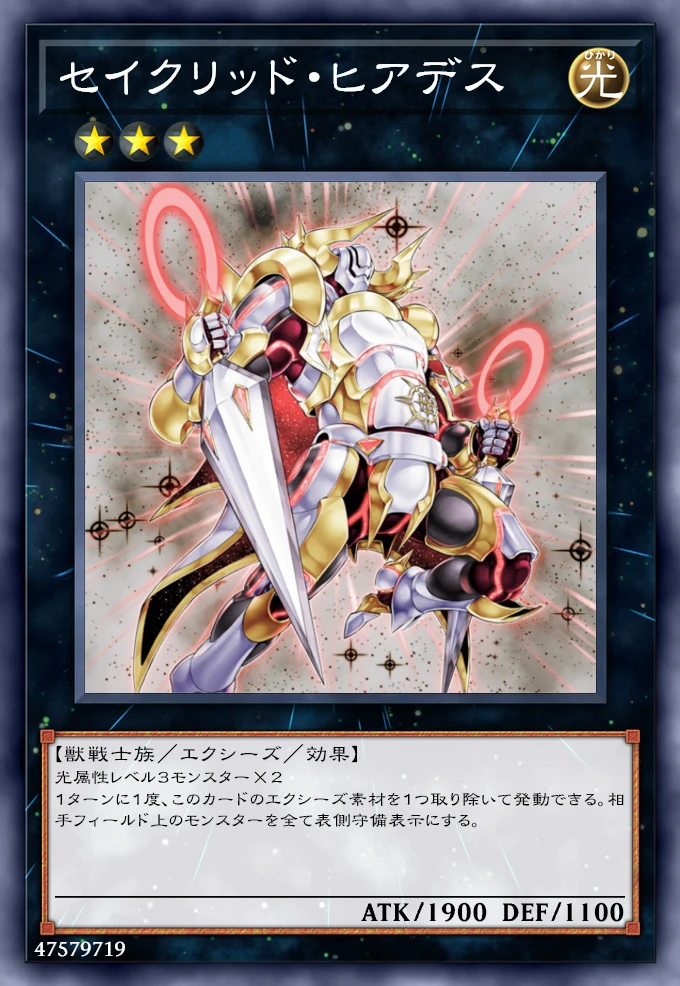 セイクリッド・ヒアデス
ひかり
光
【獣戦士族／エクシーズ／効果】
光属性レベル３モンスター×２
１ターンに１度、このカードのエクシーズ素材を１つ取り除いて発動できる。相
手フィールド上のモンスターを全て表側守備表示にする。
ATK/1900 DEF/1100
47579719